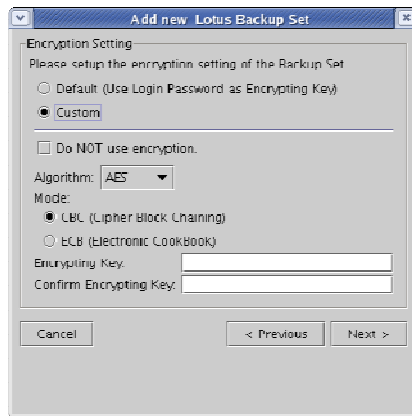 Add new Lotus Backup Set
Encryption Setting
Please setup the encryption setting of the Backup Set
Default (Use Login Password as Encrypting Key)
Custom
Do NOT use encryption.
Algorithm: AES
Mode:
CBC (Cipher Block Chaining)
ECB (Electronic CookBook)
Encrypting Key:
Confirm Encrypting Key:
Cancel < Previous Next >